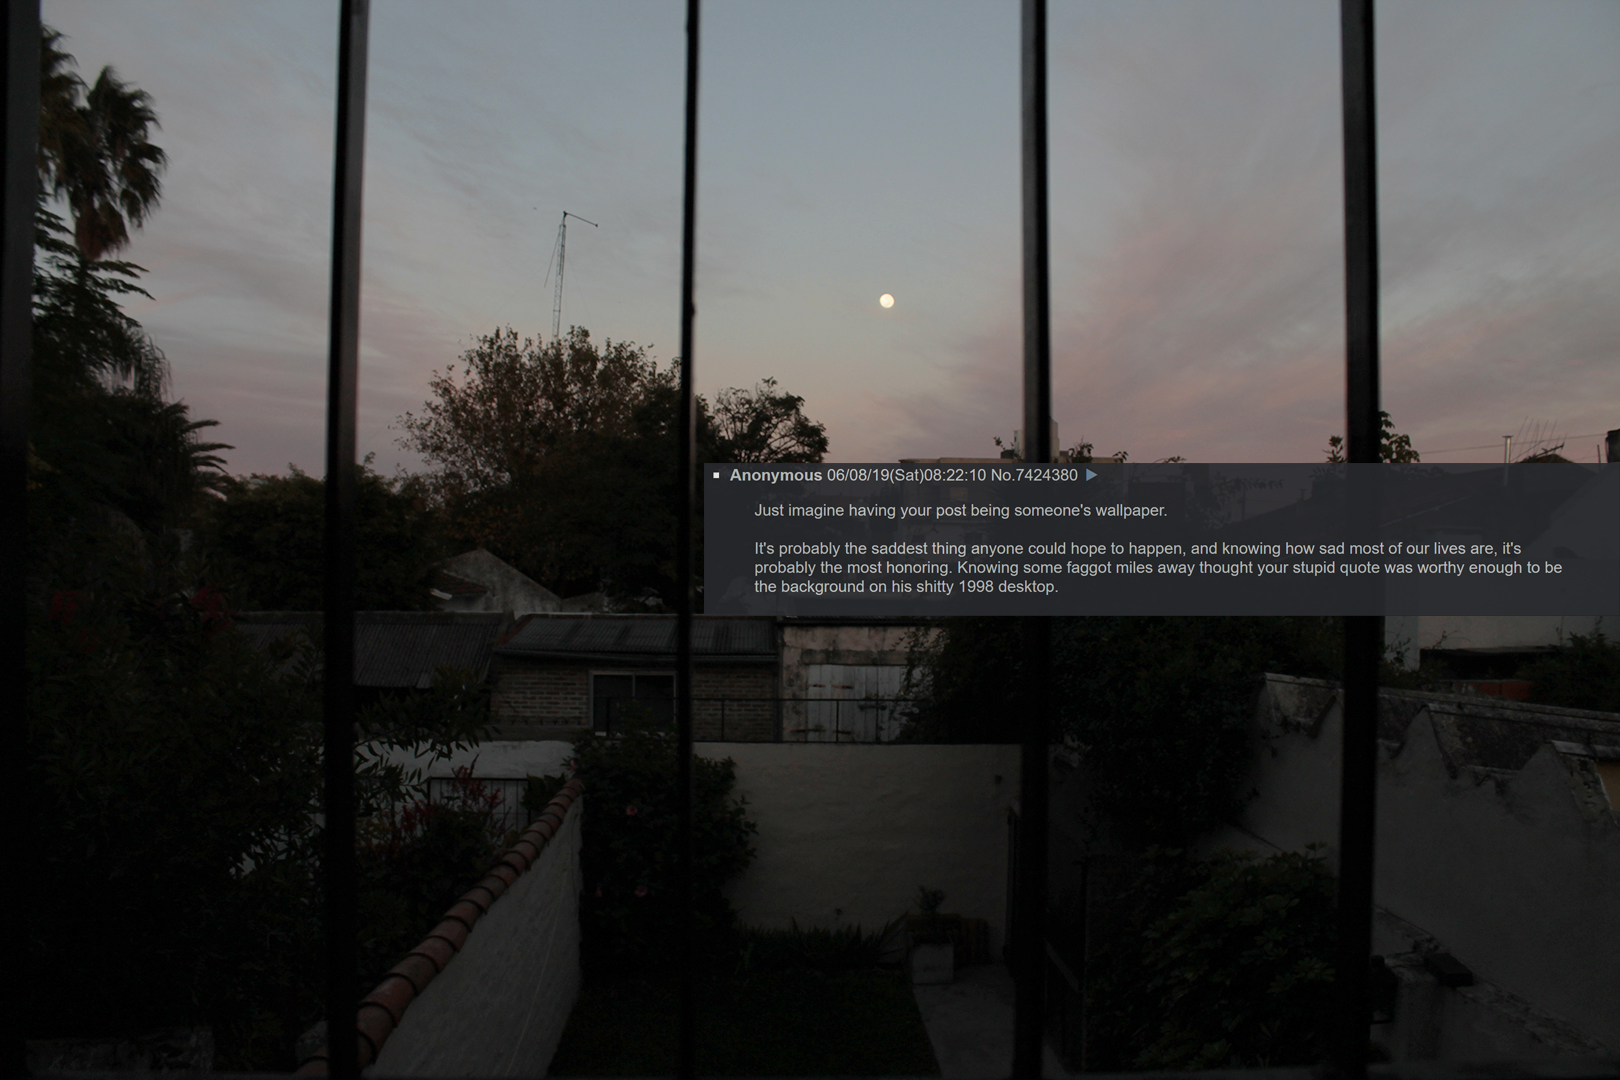 Anonymous 06/08/19(Sat)08:22:10 No.7424380
Just imagine having your post being someone's wallpaper.
It's probably the saddest thing anyone could hope to happen, and knowing how sad most of our lives are, it's
probably the most honoring. Knowing some faggot miles away thought your stupid quote was worthy enough to be
the background on his shitty 1998 desktop.